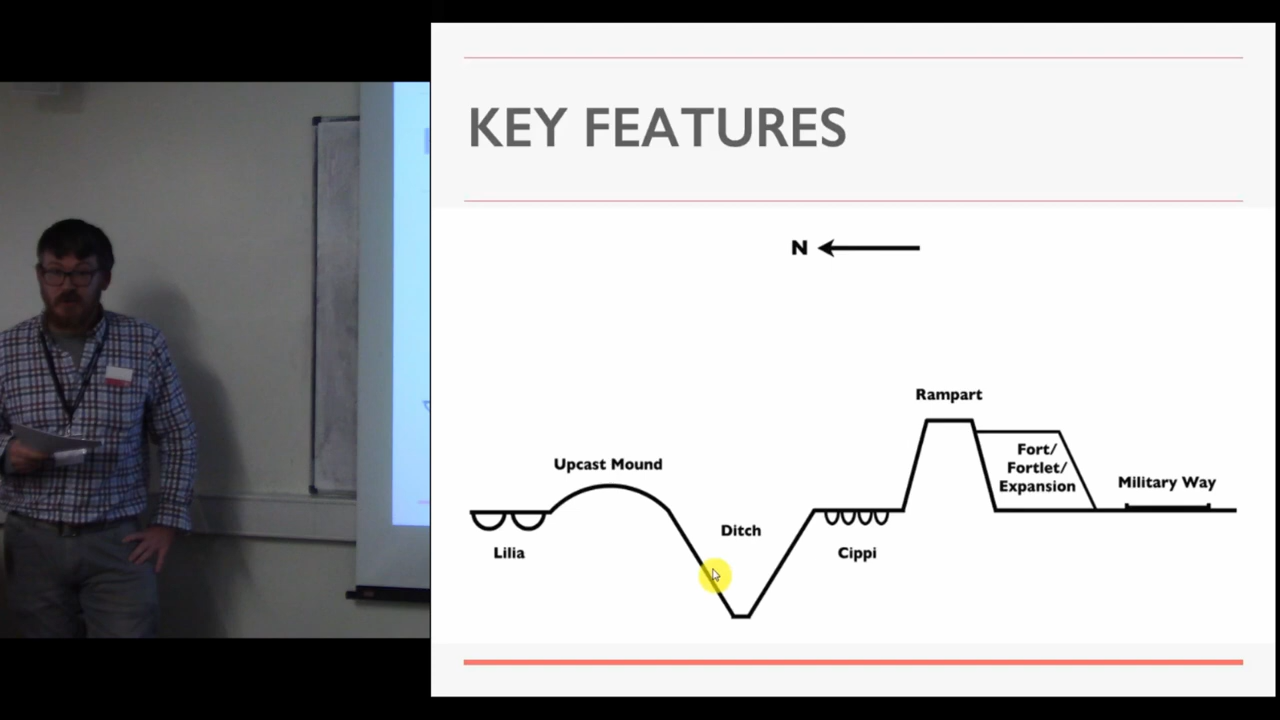 KEY FEATURES
N
Rampart
Fort/
Fortlet/
Expansion
Military Way
Upcast Mound
Ditch
Lilia
Cippi